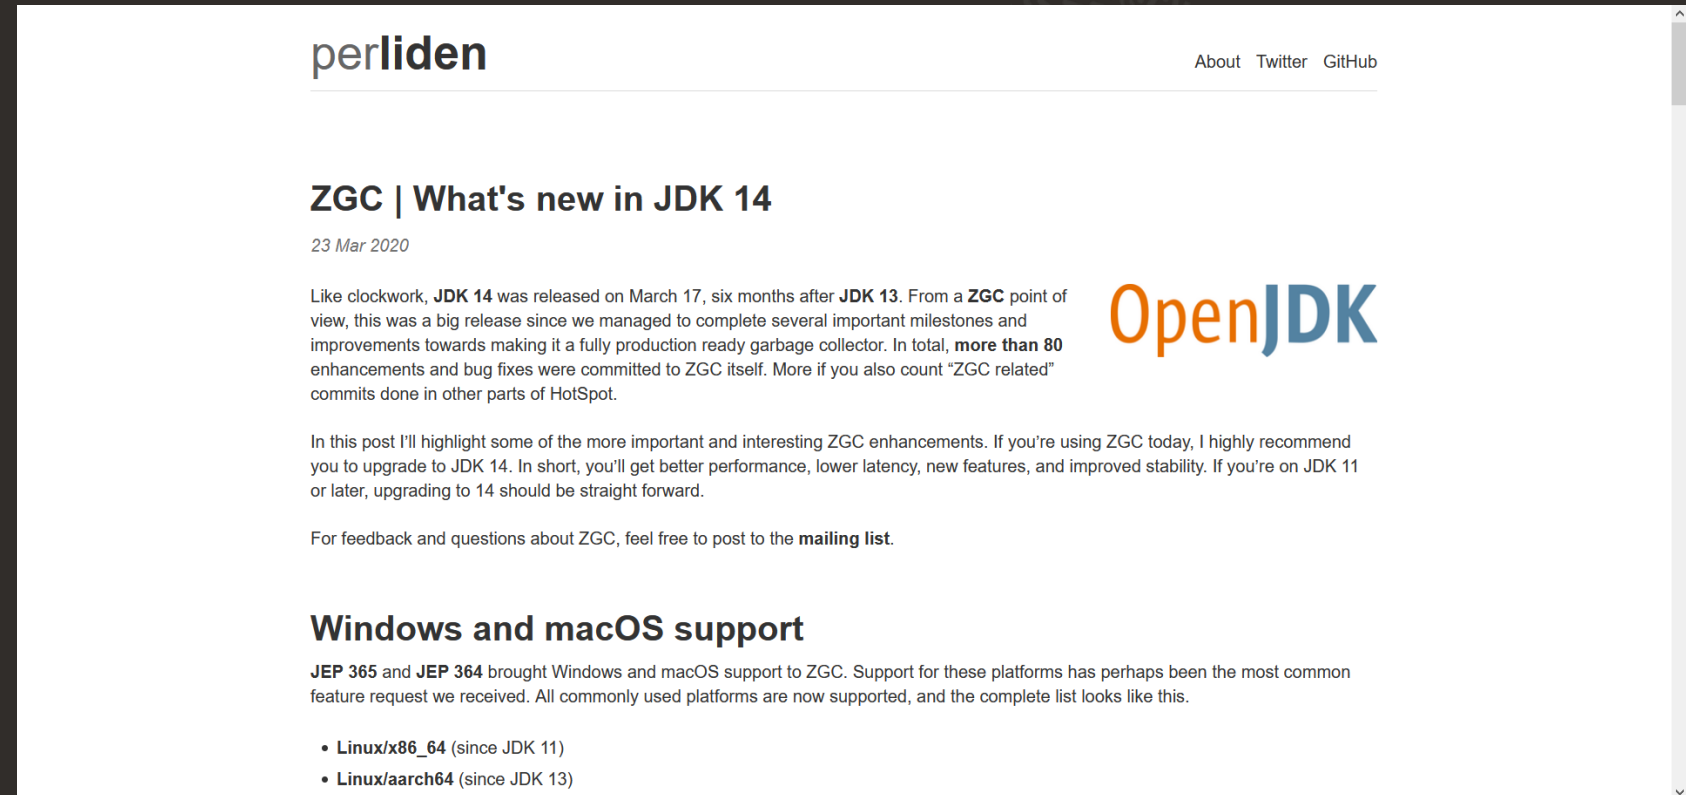 perliden
About Twitter GitHub
ZGC | What's new in JDK 14
23 Mar 2020
Like clockwork, JDK 14 was released on March 17, six months after JDK 13. From a ZGC point of
view, this was a big release since we managed to complete several important milestones and
improvements towards making it a fully production ready garbage collector. In total, more than 80
enhancements and bug fixes were committed to ZGC itself. More if you also count “ZGC related”
commits done in other parts of HotSpot.
OpenJDK
In this post I’ll highlight some of the more important and interesting ZGC enhancements. If you’re using ZGC today, I highly recommend
you to upgrade to JDK 14. In short, you’ll get better performance, lower latency, new features, and improved stability. If you’re on JDK 11
or later, upgrading to 14 should be straight forward.
For feedback and questions about ZGC, feel free to post to the mailing list.
Windows and macOS support
JEP 365 and JEP 364 brought Windows and macOS support to ZGC. Support for these platforms has perhaps been the most common
feature request we received. All commonly used platforms are now supported, and the complete list looks like this.
• Linux/x86_64 (since JDK 11)
• Linux/aarch64 (since JDK 13)